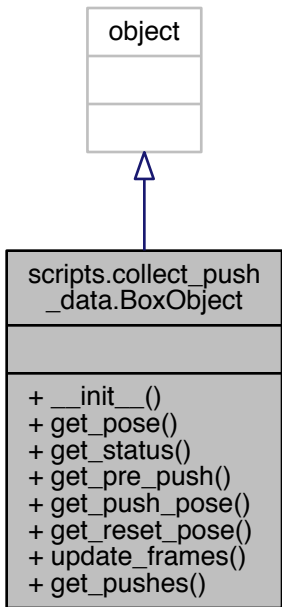 object
scripts.collect_push
_data.BoxObject
+ __init__()
+ get_pose()
+ get_status()
+ get_pre_push()
+ get_push_pose()
+ get_reset_pose()
+ update_frames()
+ get_pushes()